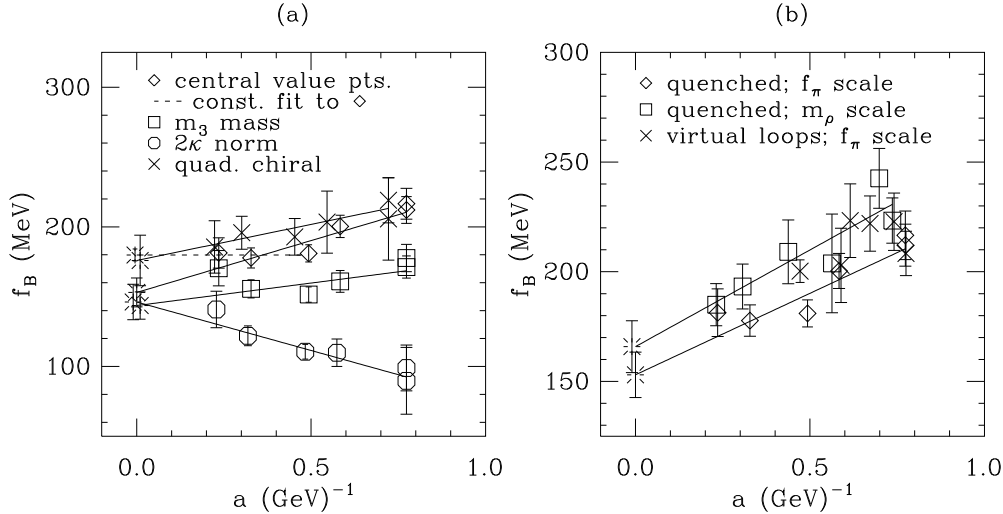 (a)
(b)
300
200
100
f_B (MeV)
◇ central value pts.
---- const. fit to ◇
□ m_3 mass
○ 2κ norm
× quad. chiral
0.0 0.5 1.0
a (GeV)^{-1}
300
250
200
150
f_B (MeV)
◇ quenched; f_π scale
□ quenched; m_ρ scale
× virtual loops; f_π scale
0.0 0.5 1.0
a (GeV)^{-1}